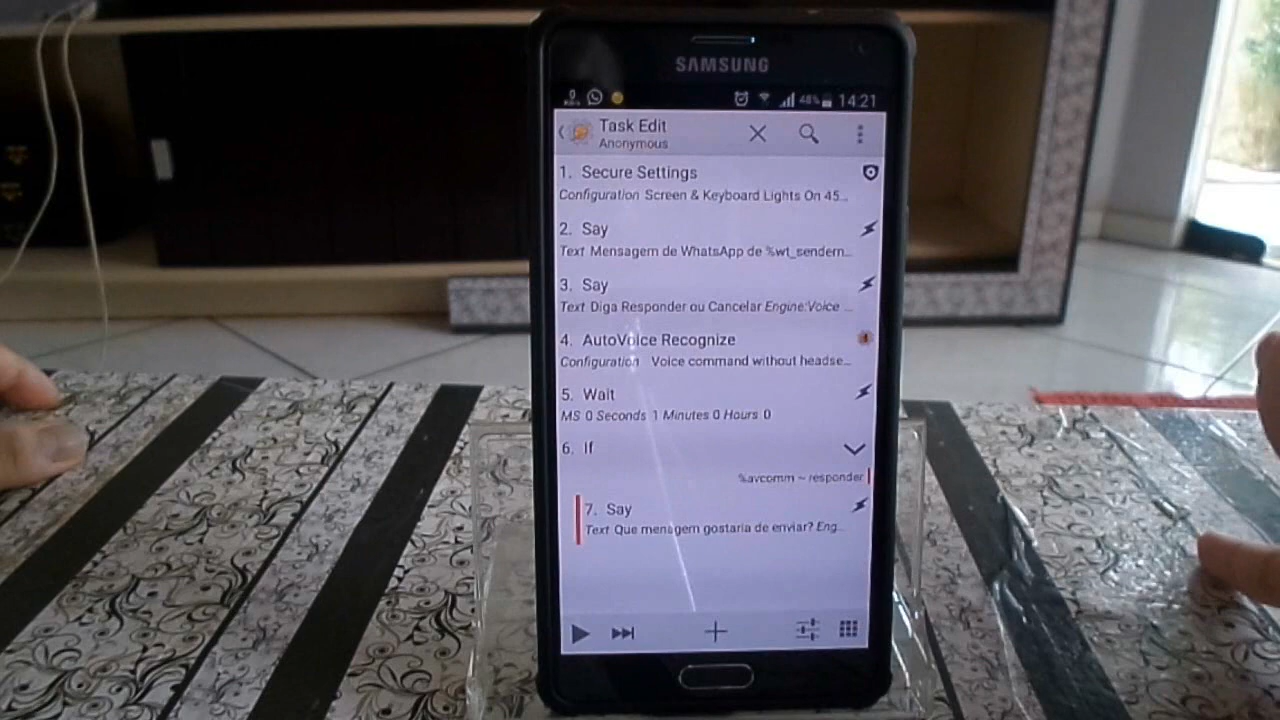 SAMSUNG
48% 14:21
Task Edit
Anonymous
1. Secure Settings
Configuration Screen & Keyboard Lights On 45...
2. Say
Text Mensagem de WhatsApp de %wt_sendern...
3. Say
Text Diga Responder ou Cancelar Engine:Voice ...
4. AutoVoice Recognize
Configuration Voice command without headse...
5. Wait
MS 0 Seconds 1 Minutes 0 Hours 0
6. If
%avcomm ~ responder
7. Say
Text Que menagem gostaria de enviar? Eng...